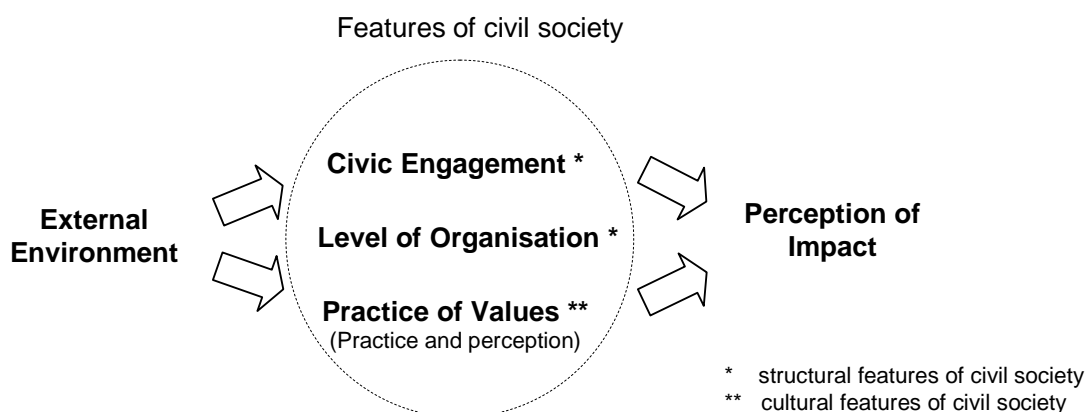 Features of civil society
Civic Engagement *
External
Environment
Level of Organisation *
Perception of
Impact
Practice of Values **
(Practice and perception)
* structural features of civil society
** cultural features of civil society